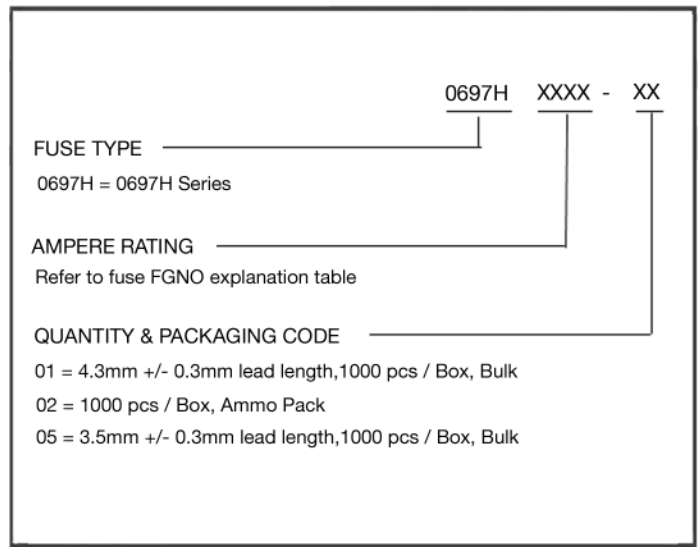 0697H XXXX - XX
FUSE TYPE
0697H = 0697H Series
AMPERE RATING
Refer to fuse FGNO explanation table
QUANTITY & PACKAGING CODE
01 = 4.3mm +/- 0.3mm lead length,1000 pcs / Box, Bulk
02 = 1000 pcs / Box, Ammo Pack
05 = 3.5mm +/- 0.3mm lead length,1000 pcs / Box, Bulk